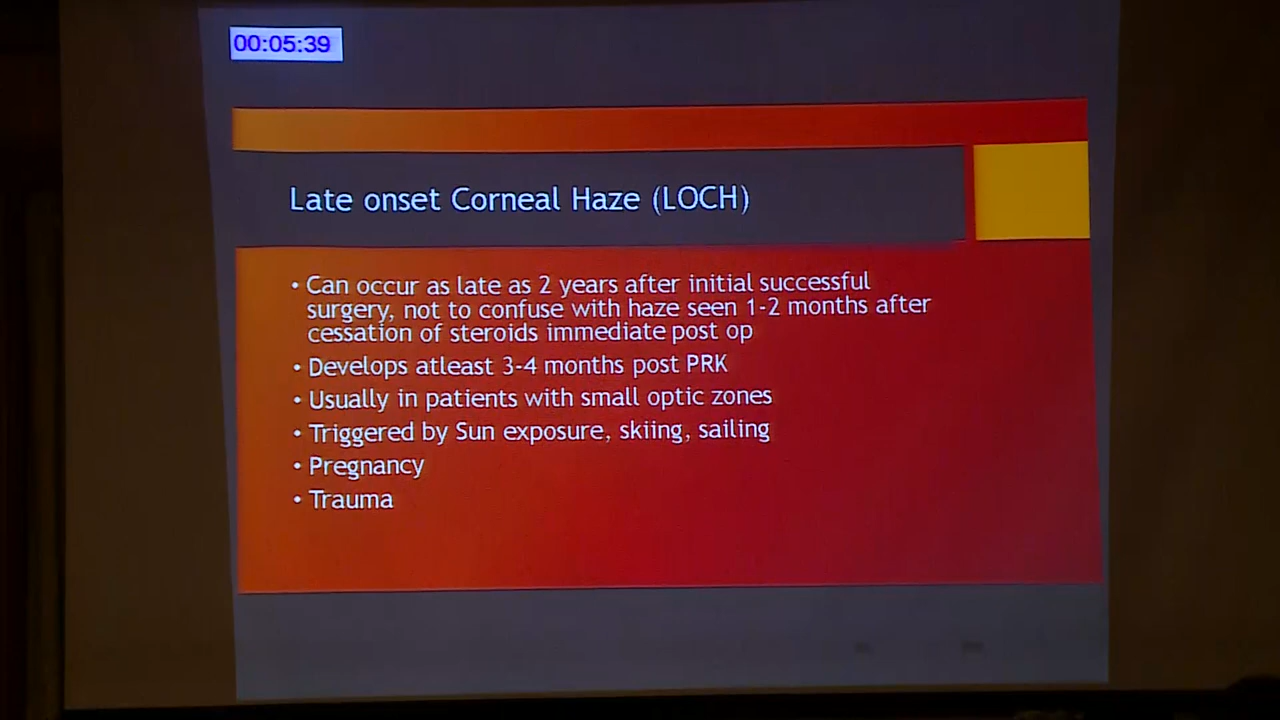 00:05:39
Late onset Corneal Haze (LOCH)
• Can occur as late as 2 years after initial successful
surgery, not to confuse with haze seen 1-2 months after
cessation of steroids immediate post op
• Develops atleast 3-4 months post PRK
• Usually in patients with small optic zones
• Triggered by Sun exposure, skiing, sailing
• Pregnancy
• Trauma